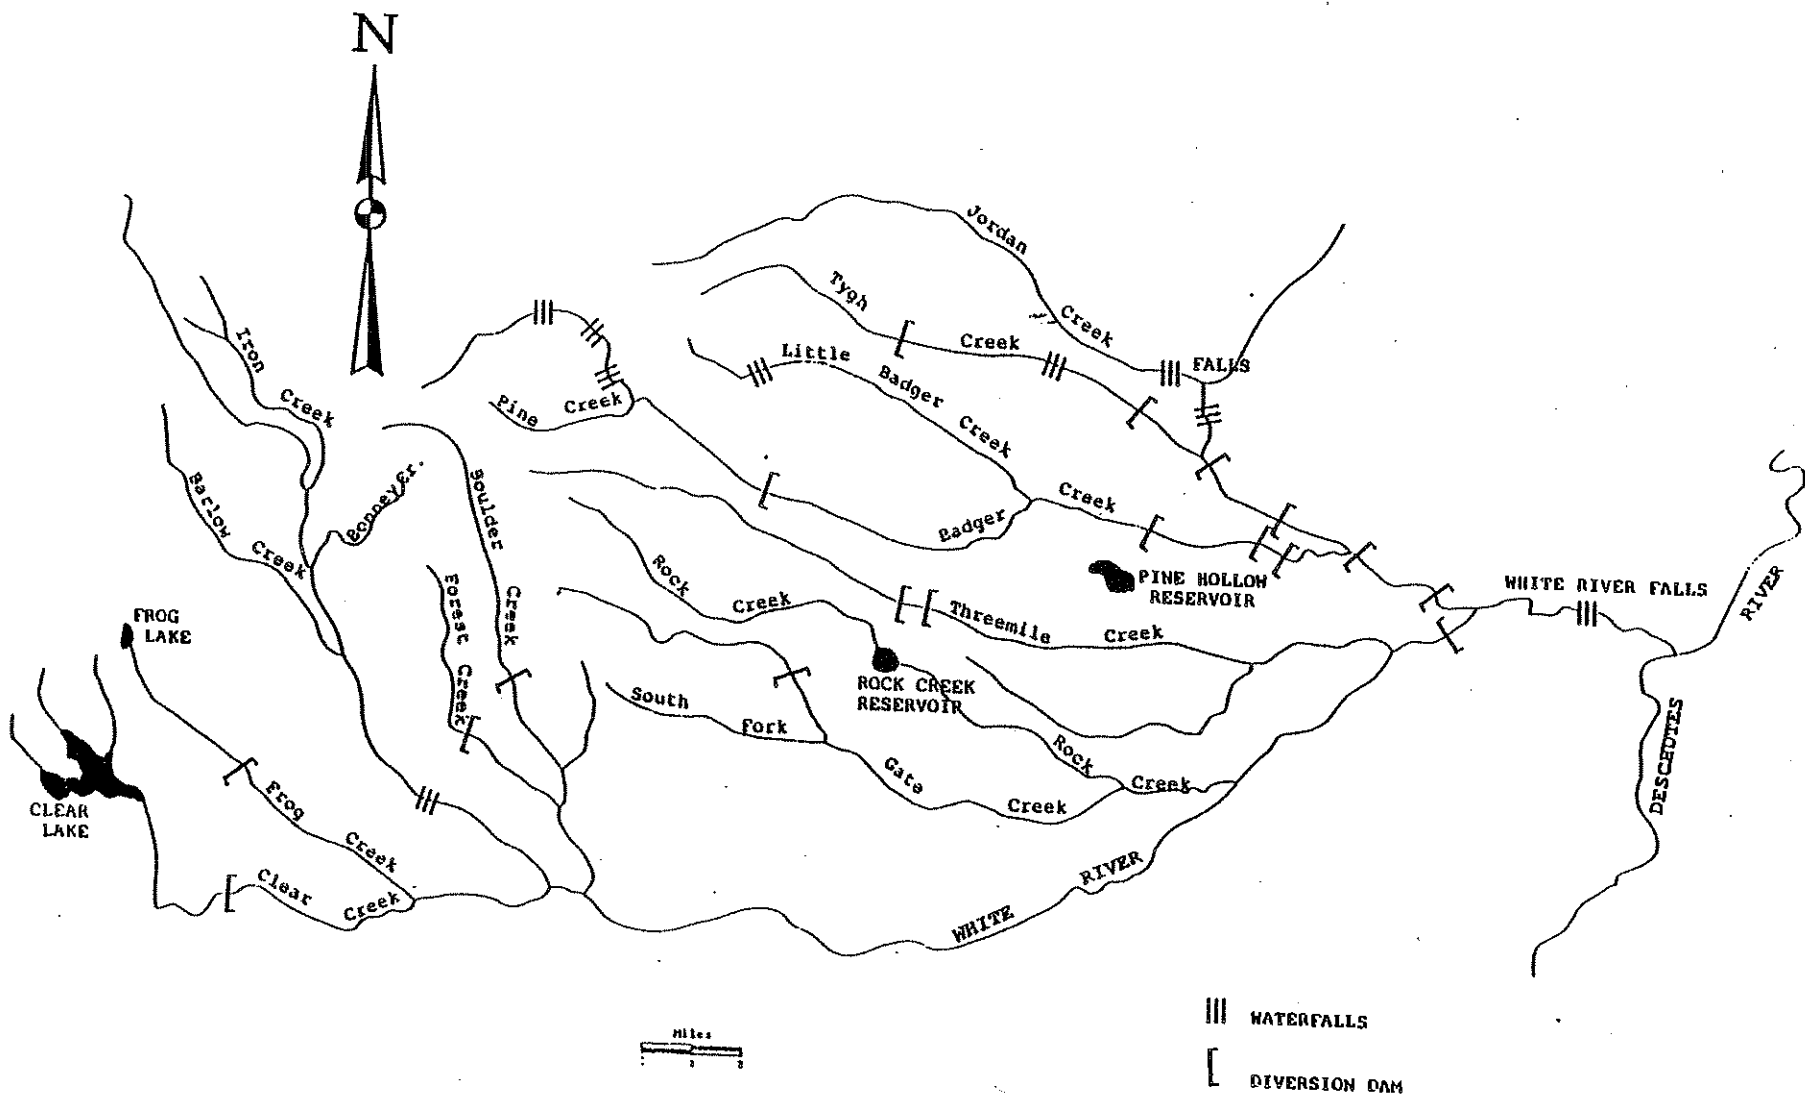 N
Jordan
Creek
Tygh
Creek
FALLS
Iron
Creek
Little
Badger
Creek
Pine
Creek
Barlow
Creek
Bonney Cr.
Boulder
Creek
Badger
Creek
Forest
Creek
Rock
Creek
Threemile
Creek
PINE HOLLOW
RESERVOIR
WHITE RIVER FALLS
RIVER
DESCHUTES
FROG
LAKE
ROCK CREEK
RESERVOIR
South
Fork
Gate
Creek
Rock
Creek
CLEAR
LAKE
Frog
Creek
Clear
Creek
WHITE
RIVER
Miles
WATERFALLS
DIVERSION DAM